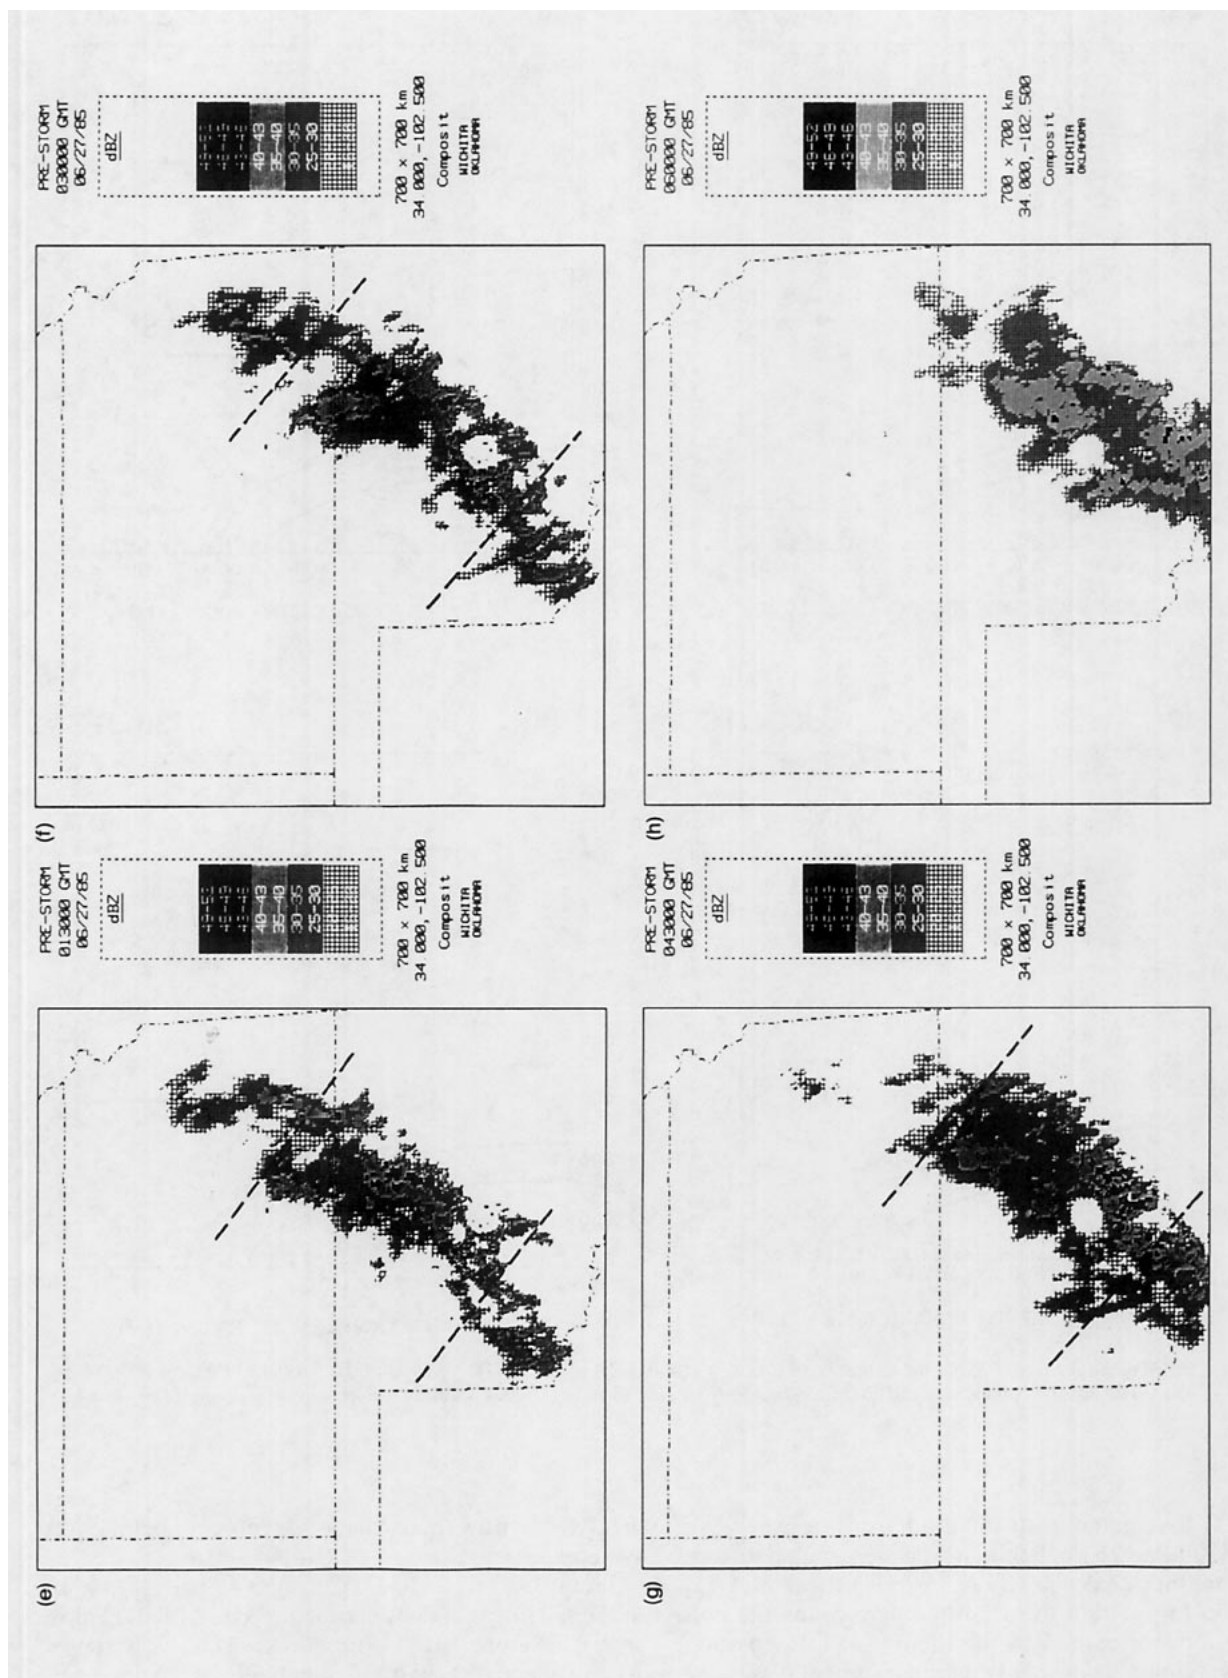 (e)
PRE-STORM
013000 GMT
06/27/85
dBZ
40-43
35-40
30-35
25-30
700 x 700 km
34.000,-102.500
Composit
WICHITA
OKLAHOMA
(f)
PRE-STORM
030000 GMT
06/27/85
dBZ
40-43
35-40
30-35
25-30
700 x 700 km
34.000,-102.500
Composit
WICHITA
OKLAHOMA
(g)
PRE-STORM
043000 GMT
06/27/85
dBZ
40-43
35-40
30-35
25-30
700 x 700 km
34.000,-102.500
Composit
WICHITA
OKLAHOMA
(h)
PRE-STORM
060000 GMT
06/27/85
dBZ
49-52
46-49
43-46
40-43
35-40
30-35
25-30
700 x 700 km
34.000,-102.500
Composit
WICHITA
OKLAHOMA